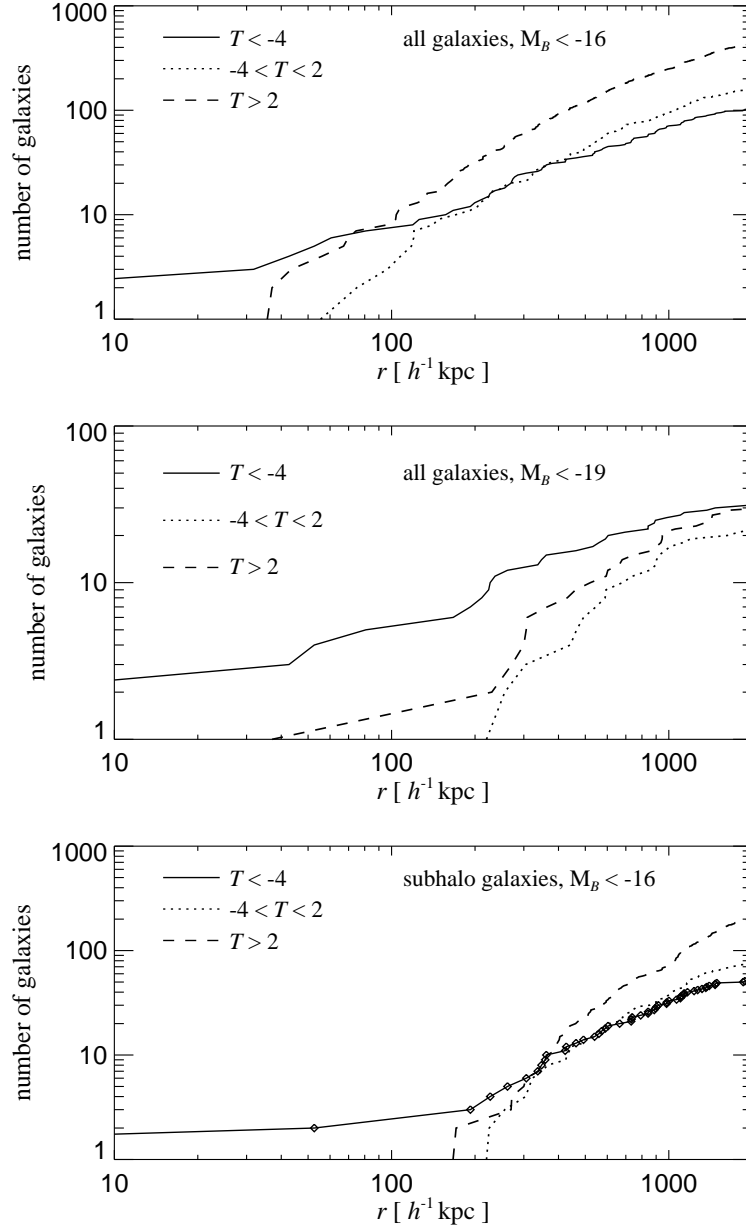 1000
T < -4
all galaxies, M_B < -16
-4 < T < 2
100
T > 2
number of galaxies
10
1
10
100
1000
r [ h^-1 kpc ]
100
T < -4
all galaxies, M_B < -19
-4 < T < 2
number of galaxies
10
T > 2
1
10
100
1000
r [ h^-1 kpc ]
1000
T < -4
subhalo galaxies, M_B < -16
-4 < T < 2
100
T > 2
number of galaxies
10
1
10
100
1000
r [ h^-1 kpc ]